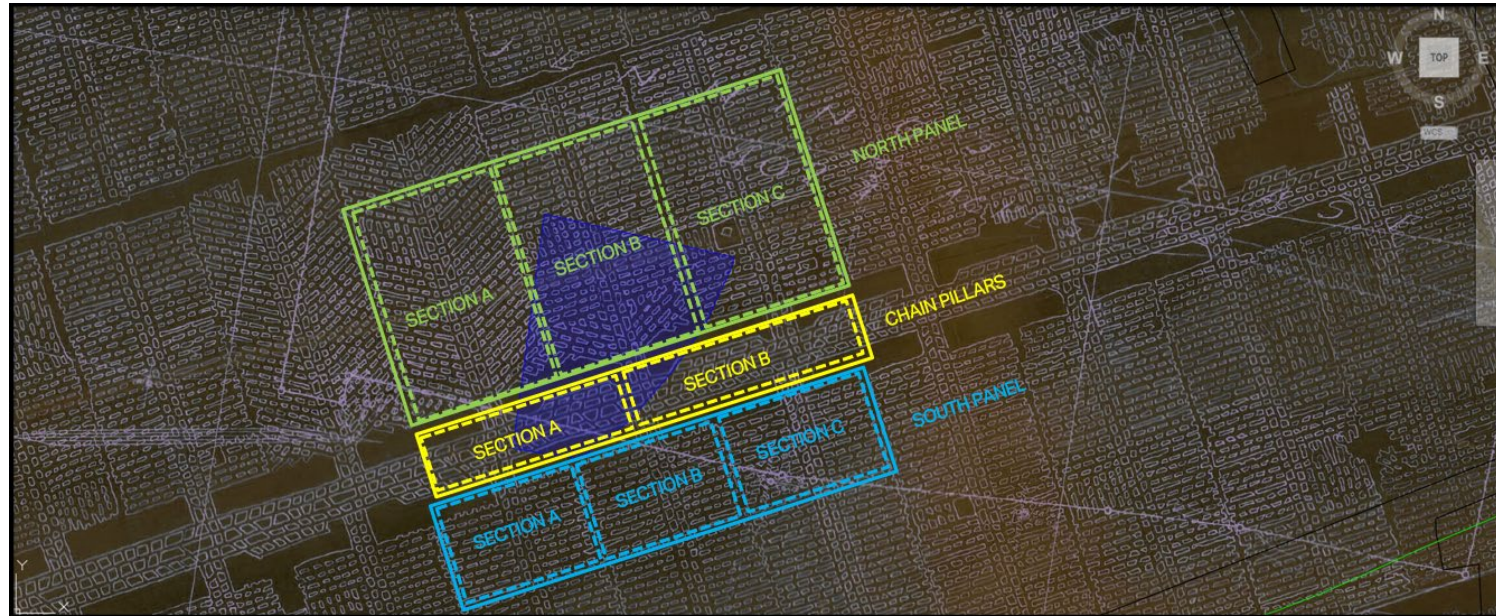 N
W
TOP
E
S
WCS
NORTH PANEL
SECTION C
SECTION B
SECTION A
CHAIN PILLARS
SECTION B
SECTION A
SOUTH PANEL
SECTION C
SECTION B
SECTION A
Y
X